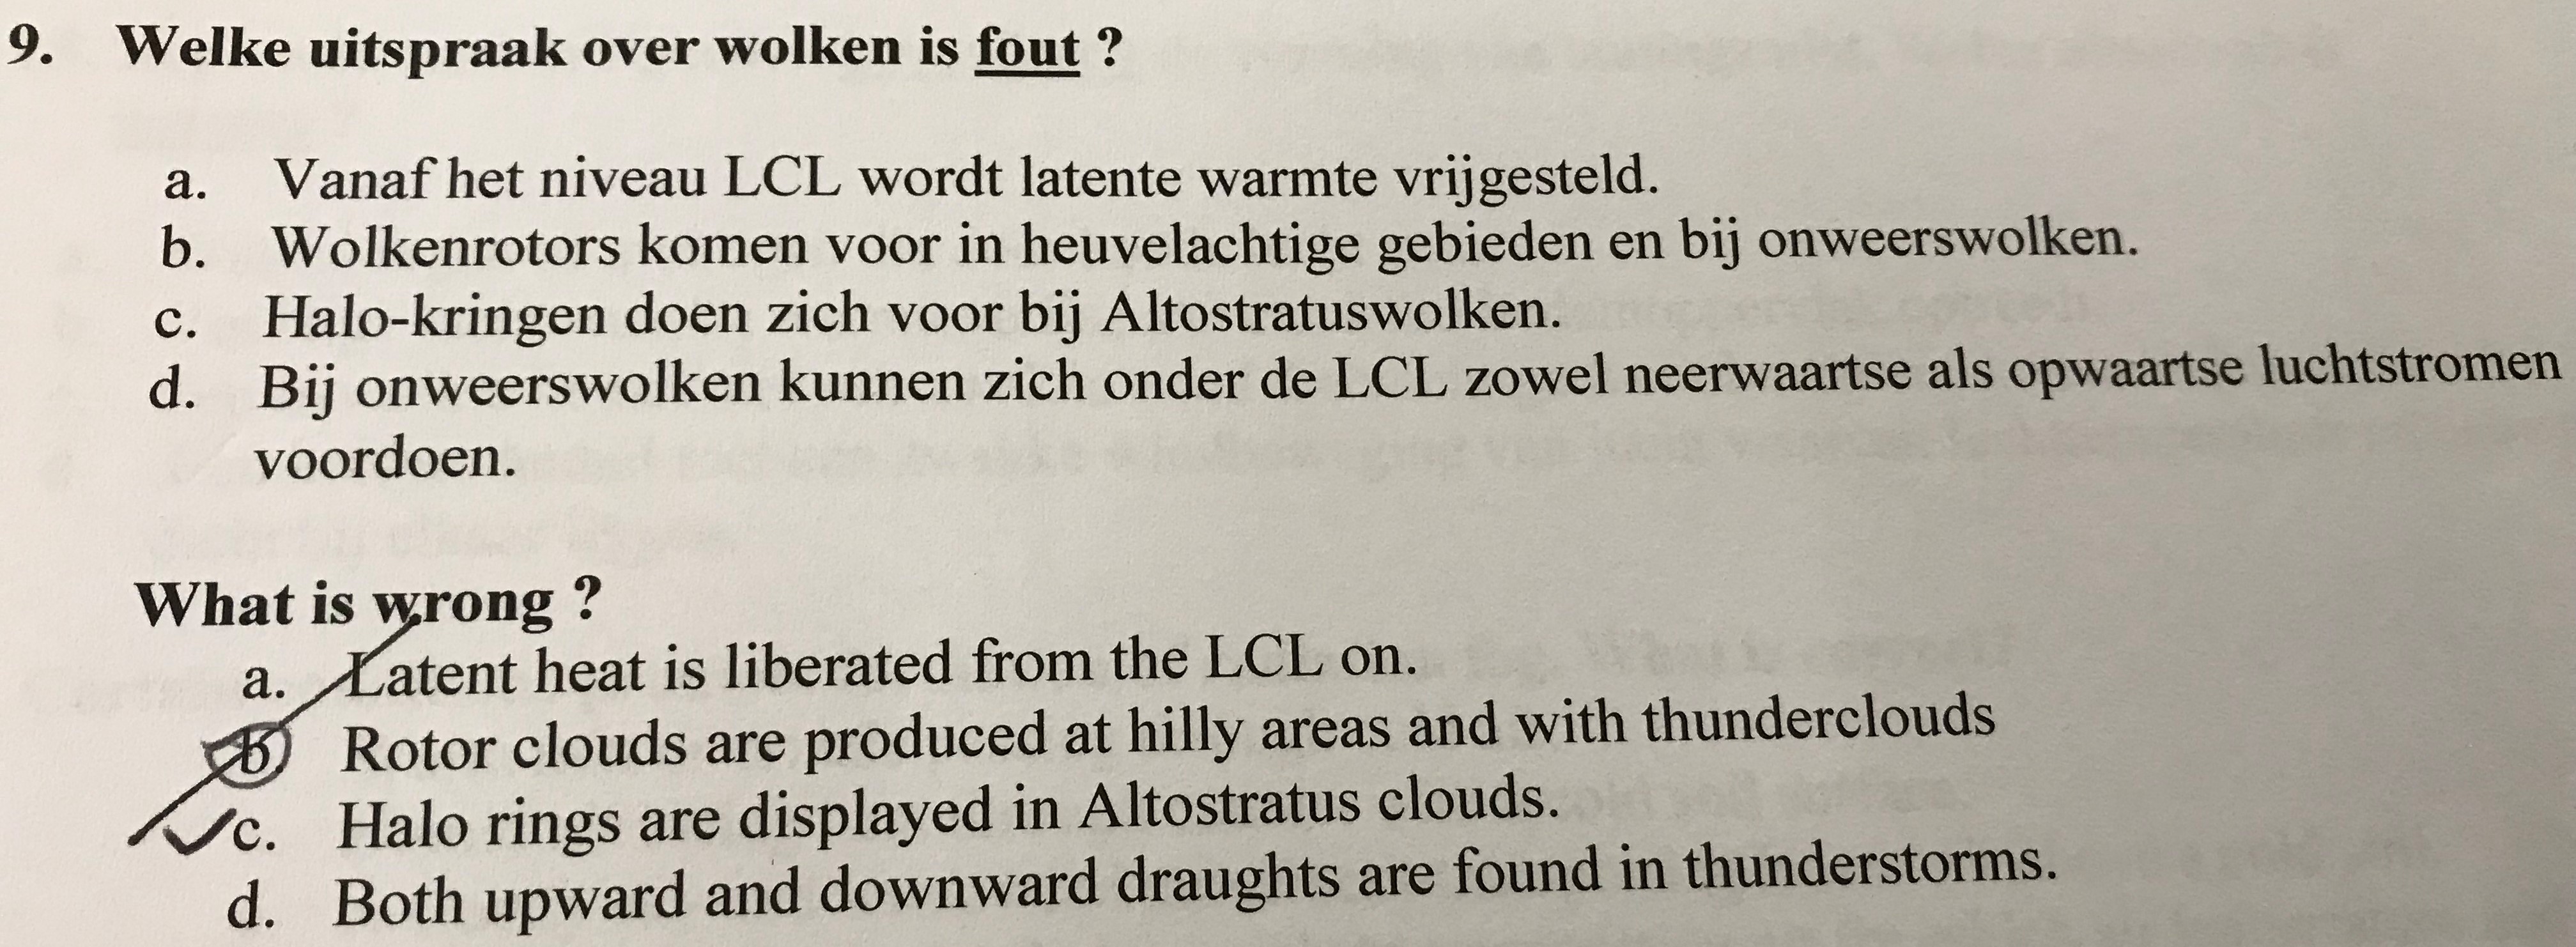 9. Welke uitspraak over wolken is fout ?
a. Vanaf het niveau LCL wordt latente warmte vrijgesteld.
b. Wolkenrotors komen voor in heuvelachtige gebieden en bij onweerswolken.
c. Halo-kringen doen zich voor bij Altostratuswolken.
d. Bij onweerswolken kunnen zich onder de LCL zowel neerwaartse als opwaartse luchtstromen
voordoen.
What is wrong ?
a. Latent heat is liberated from the LCL on.
b Rotor clouds are produced at hilly areas and with thunderclouds
c. Halo rings are displayed in Altostratus clouds.
d. Both upward and downward draughts are found in thunderstorms.